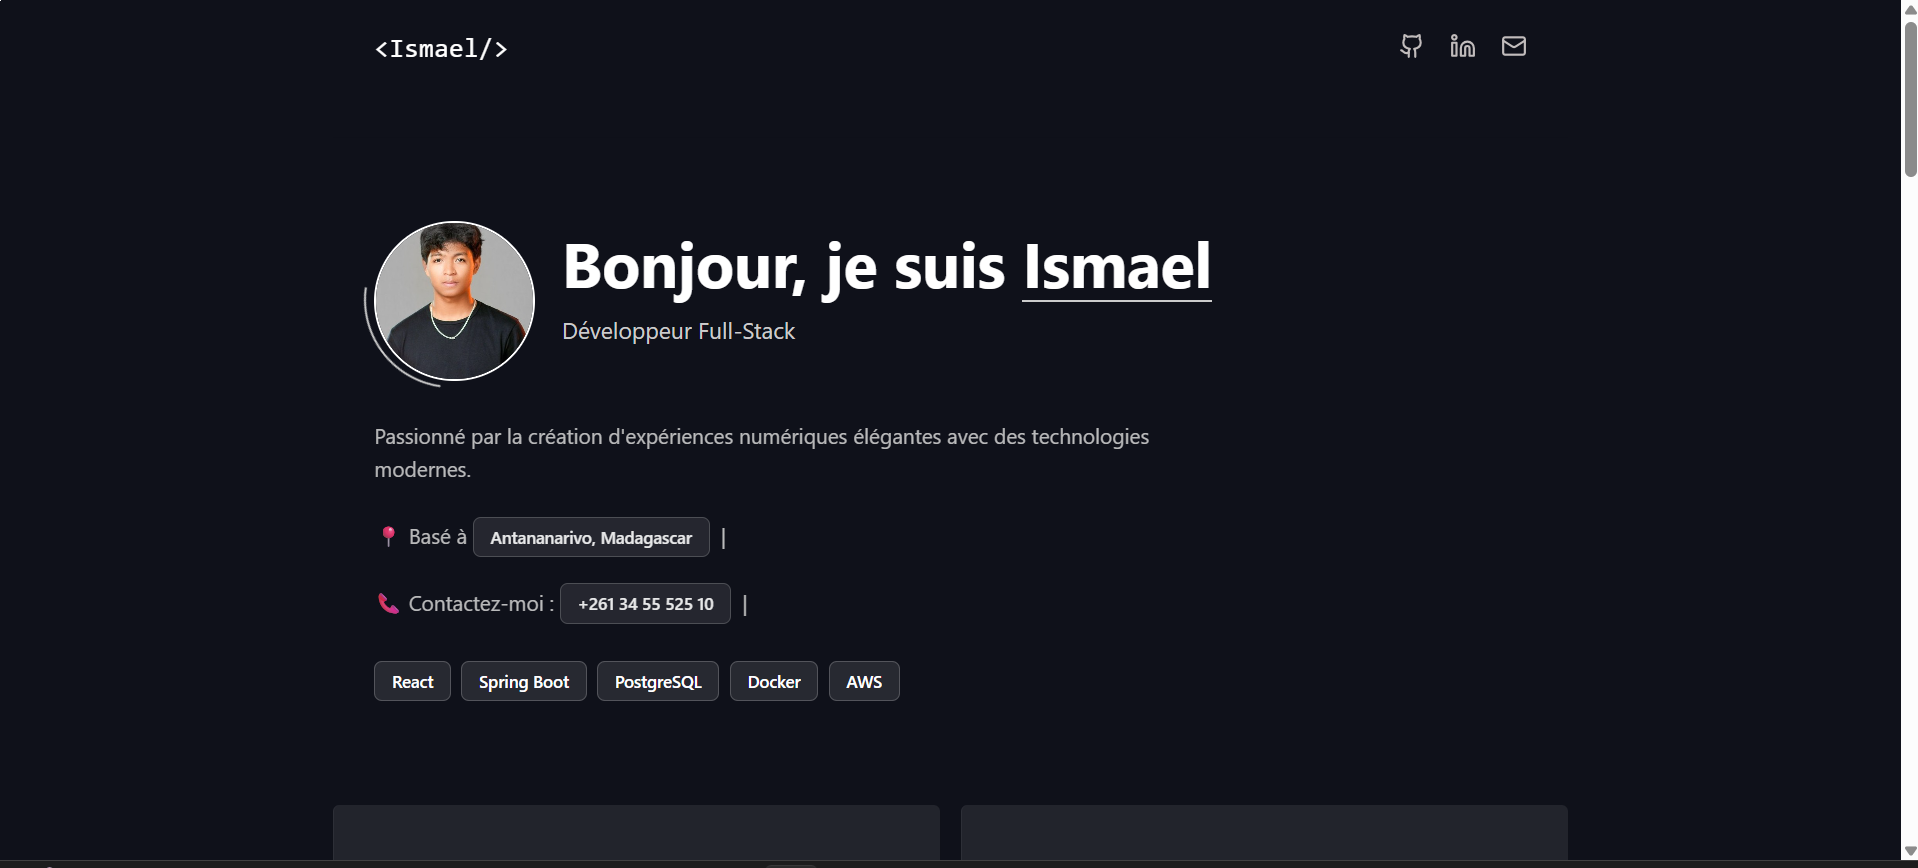 <Ismael/>
Bonjour, je suis Ismael
Développeur Full-Stack
Passionné par la création d'expériences numériques élégantes avec des technologies
modernes.
📍 Basé à Antananarivo, Madagascar |
📞 Contactez-moi : +261 34 55 525 10 |
React Spring Boot PostgreSQL Docker AWS